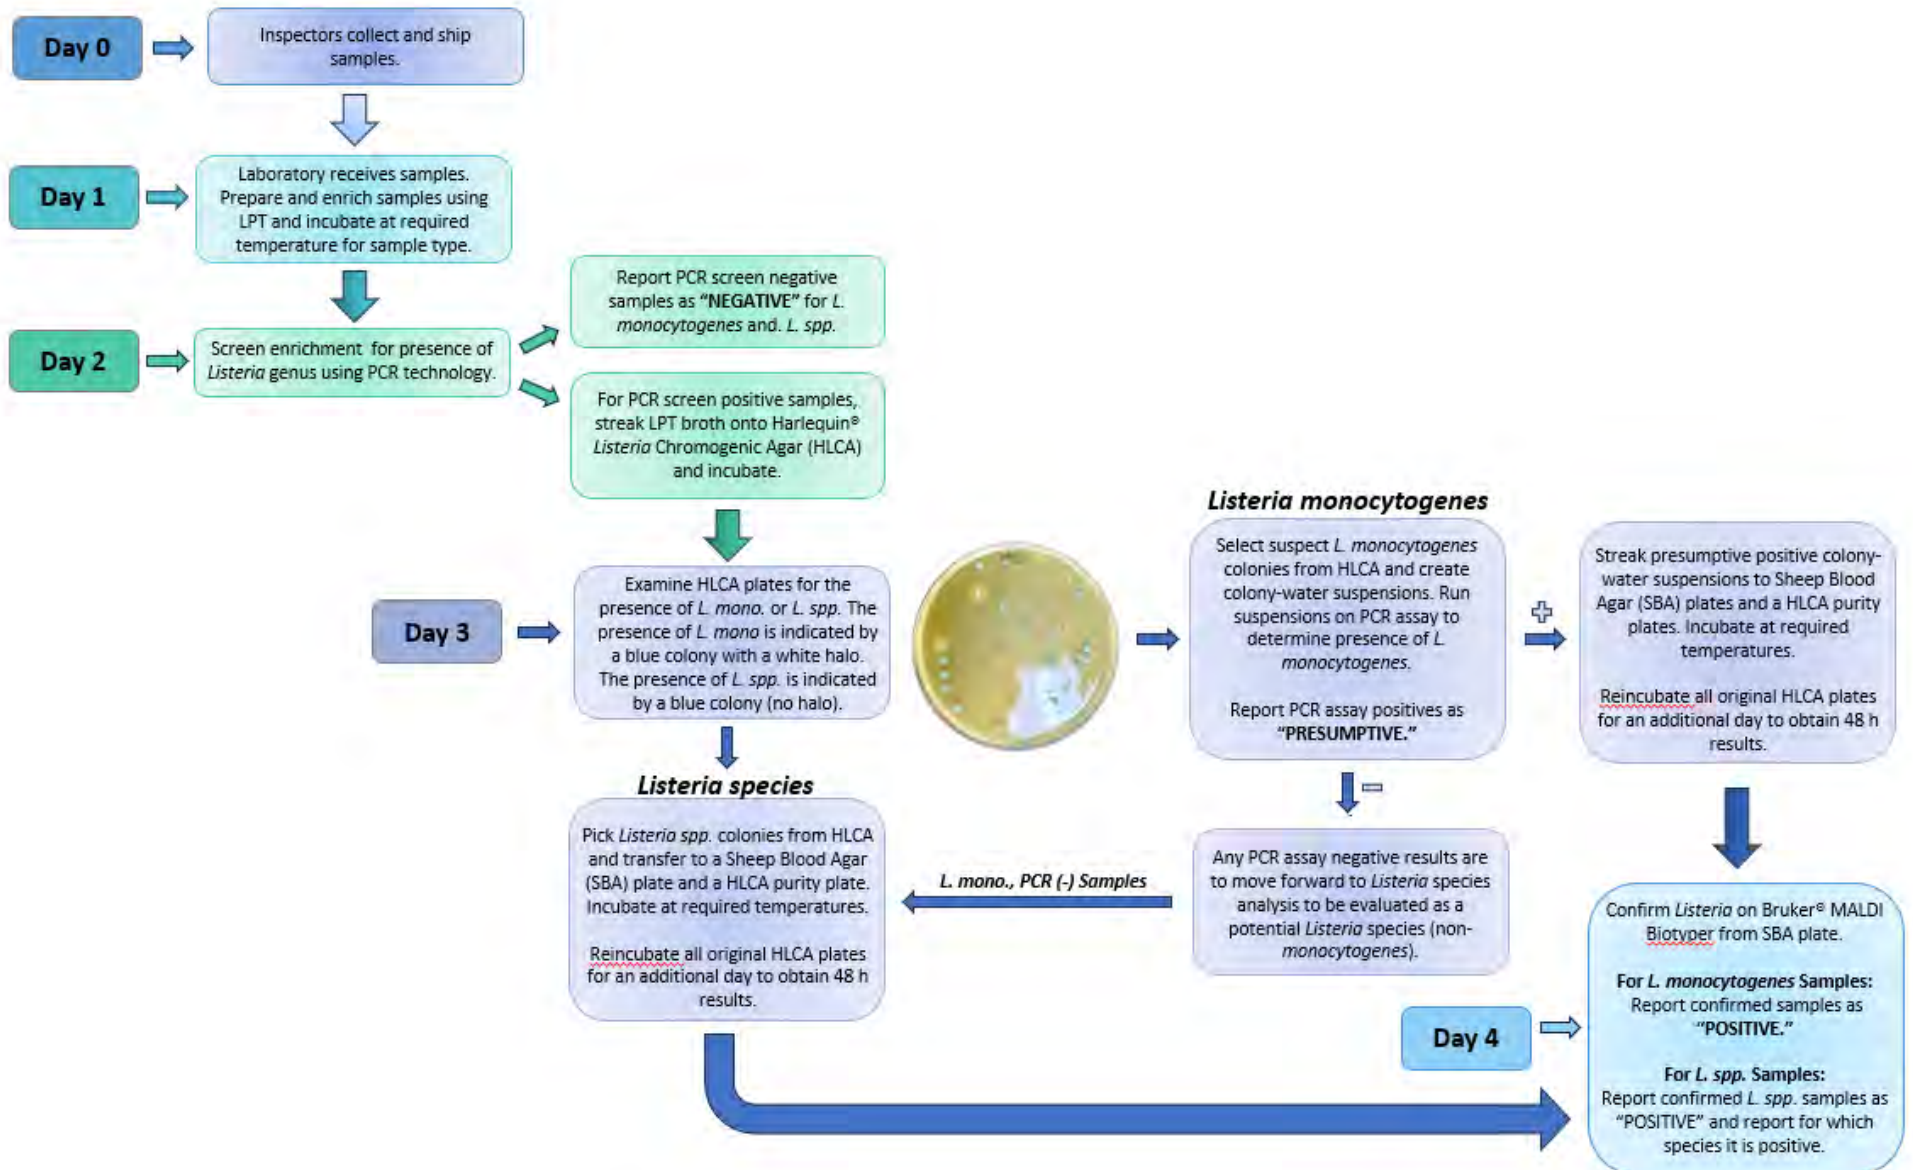 Day 0
Inspectors collect and ship
samples.
Day 1
Laboratory receives samples.
Prepare and enrich samples using
LPT and incubate at required
temperature for sample type.
Day 2
Screen enrichment for presence of
Listeria genus using PCR technology.
Report PCR screen negative
samples as “NEGATIVE” for L.
monocytogenes and. L. spp.
For PCR screen positive samples,
streak LPT broth onto Harlequin®
Listeria Chromogenic Agar (HLCA)
and incubate.
Day 3
Examine HLCA plates for the
presence of L. mono. or L. spp. The
presence of L. mono is indicated by
a blue colony with a white halo.
The presence of L. spp. is indicated
by a blue colony (no halo).
Listeria monocytogenes
Select suspect L. monocytogenes
colonies from HLCA and create
colony-water suspensions. Run
suspensions on PCR assay to
determine presence of L.
monocytogenes.
Report PCR assay positives as
“PRESUMPTIVE.”
Streak presumptive positive colony-
water suspensions to Sheep Blood
Agar (SBA) plates and a HLCA purity
plates. Incubate at required
temperatures.
Reincubate all original HLCA plates
for an additional day to obtain 48 h
results.
Listeria species
Pick Listeria spp. colonies from HLCA
and transfer to a Sheep Blood Agar
(SBA) plate and a HLCA purity plate.
Incubate at required temperatures.
Reincubate all original HLCA plates
for an additional day to obtain 48 h
results.
L. mono., PCR (-) Samples
Any PCR assay negative results are
to move forward to Listeria species
analysis to be evaluated as a
potential Listeria species (non-
monocytogenes).
Day 4
Confirm Listeria on Bruker® MALDI
Biotyper from SBA plate.
For L. monocytogenes Samples:
Report confirmed samples as
“POSITIVE.”
For L. spp. Samples:
Report confirmed L. spp. samples as
“POSITIVE” and report for which
species it is positive.